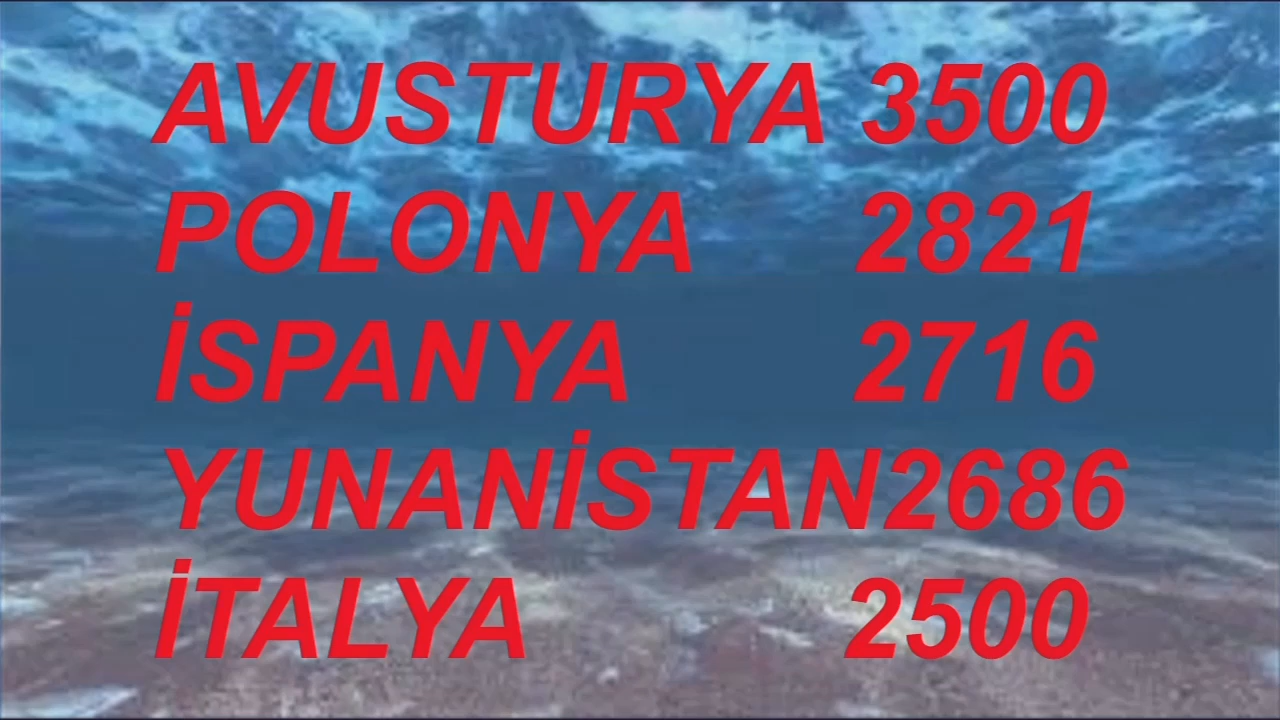 AVUSTURYA 3500
POLONYA 2821
İSPANYA 2716
YUNANİSTAN2686
İTALYA 2500